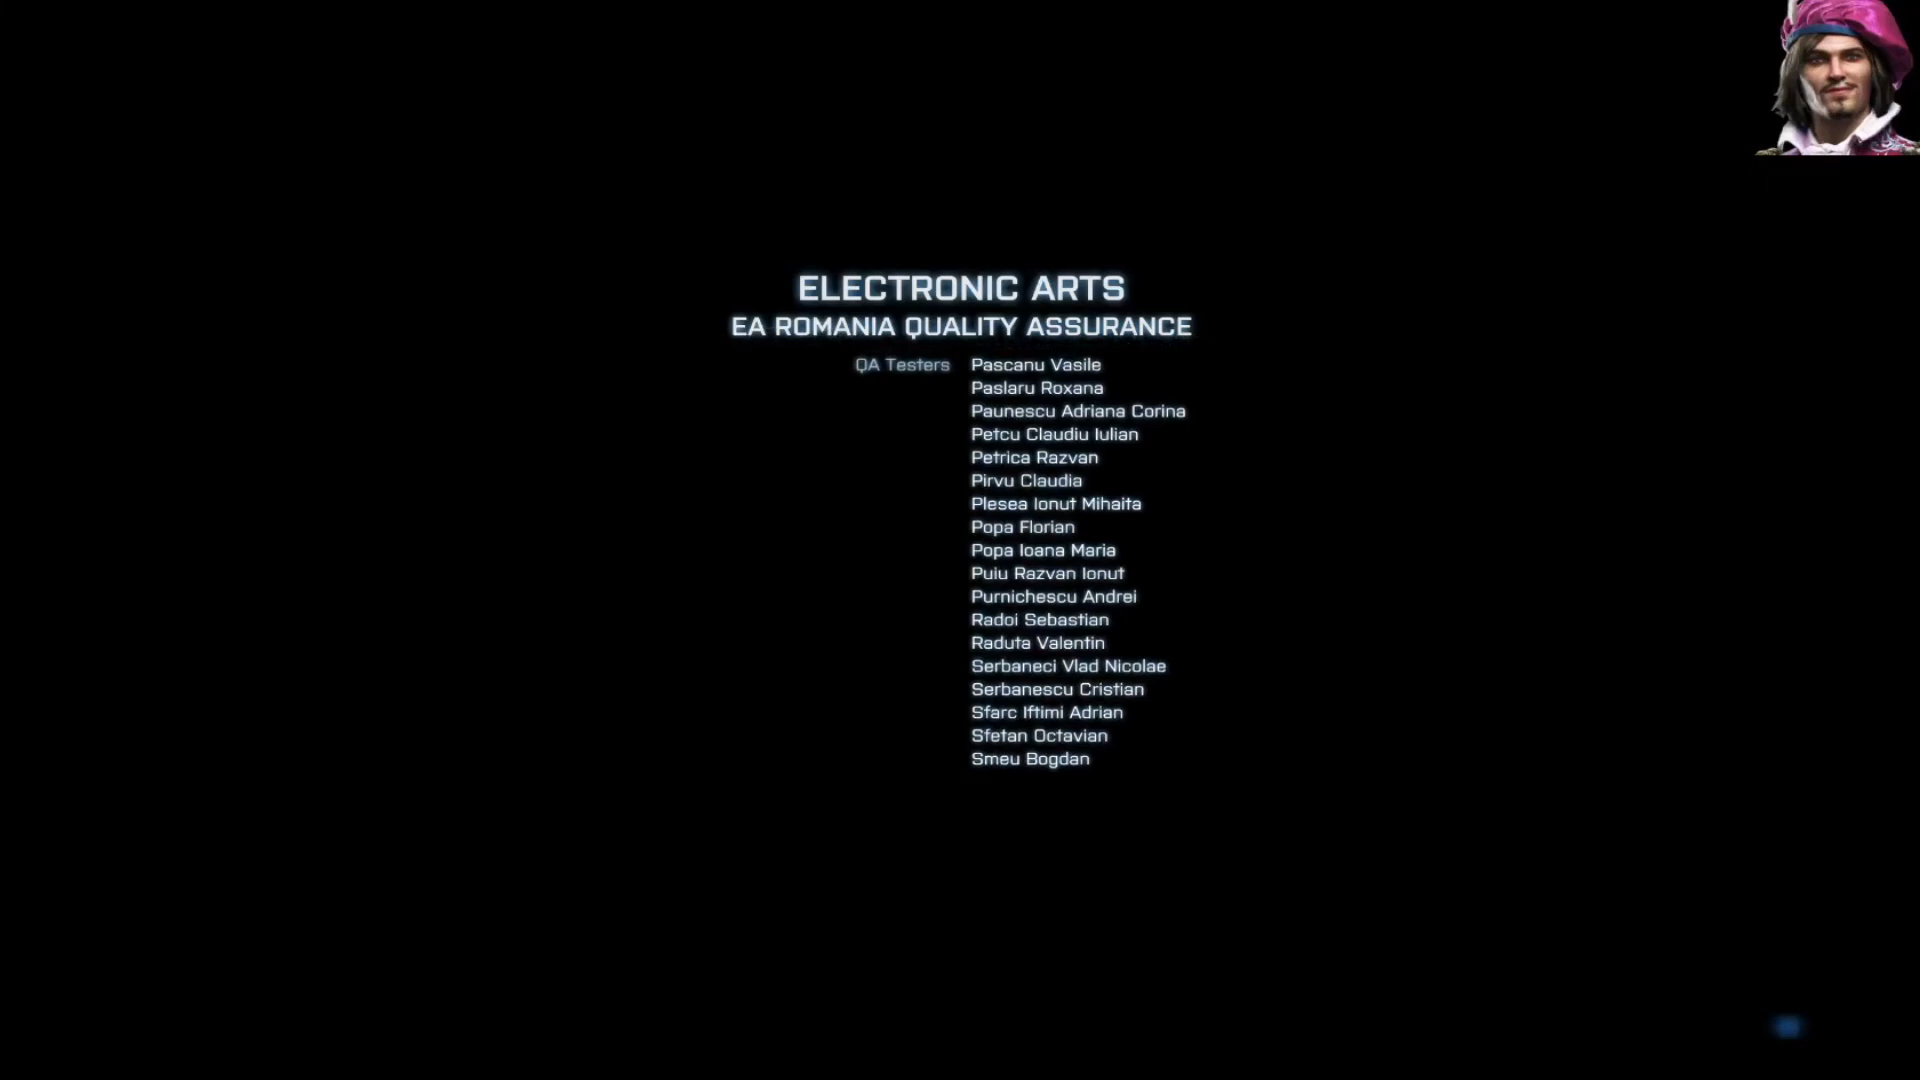 ELECTRONIC ARTS
EA ROMANIA QUALITY ASSURANCE
QA Testers Pascanu Vasile
Paslaru Roxana
Paunescu Adriana Corina
Petcu Claudiu Iulian
Petrica Razvan
Pirvu Claudia
Plesea Ionut Mihaita
Popa Florian
Popa Ioana Maria
Puiu Razvan Ionut
Purnichescu Andrei
Radoi Sebastian
Raduta Valentin
Serbaneci Vlad Nicolae
Serbanescu Cristian
Sfarc Iftimi Adrian
Sfetan Octavian
Smeu Bogdan